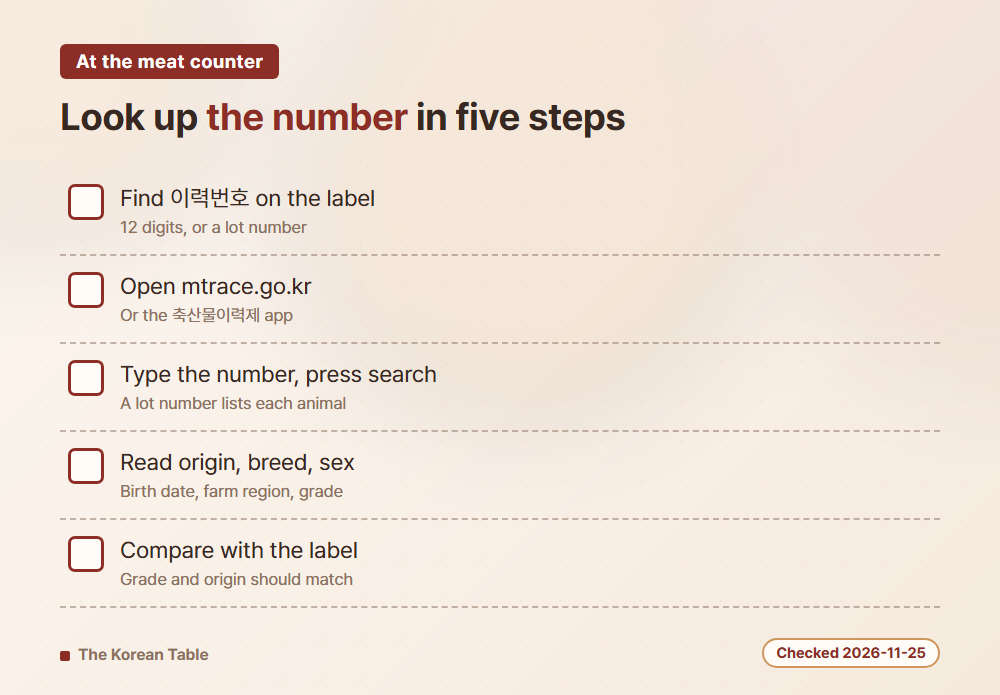 At the meat counter
Look up the number in five steps
Find 이력번호 on the label
12 digits, or a lot number
Open mtrace.go.kr
Or the 축산물이력제 app
Type the number, press search
A lot number lists each animal
Read origin, breed, sex
Birth date, farm region, grade
Compare with the label
Grade and origin should match
The Korean Table
Checked 2026-11-25